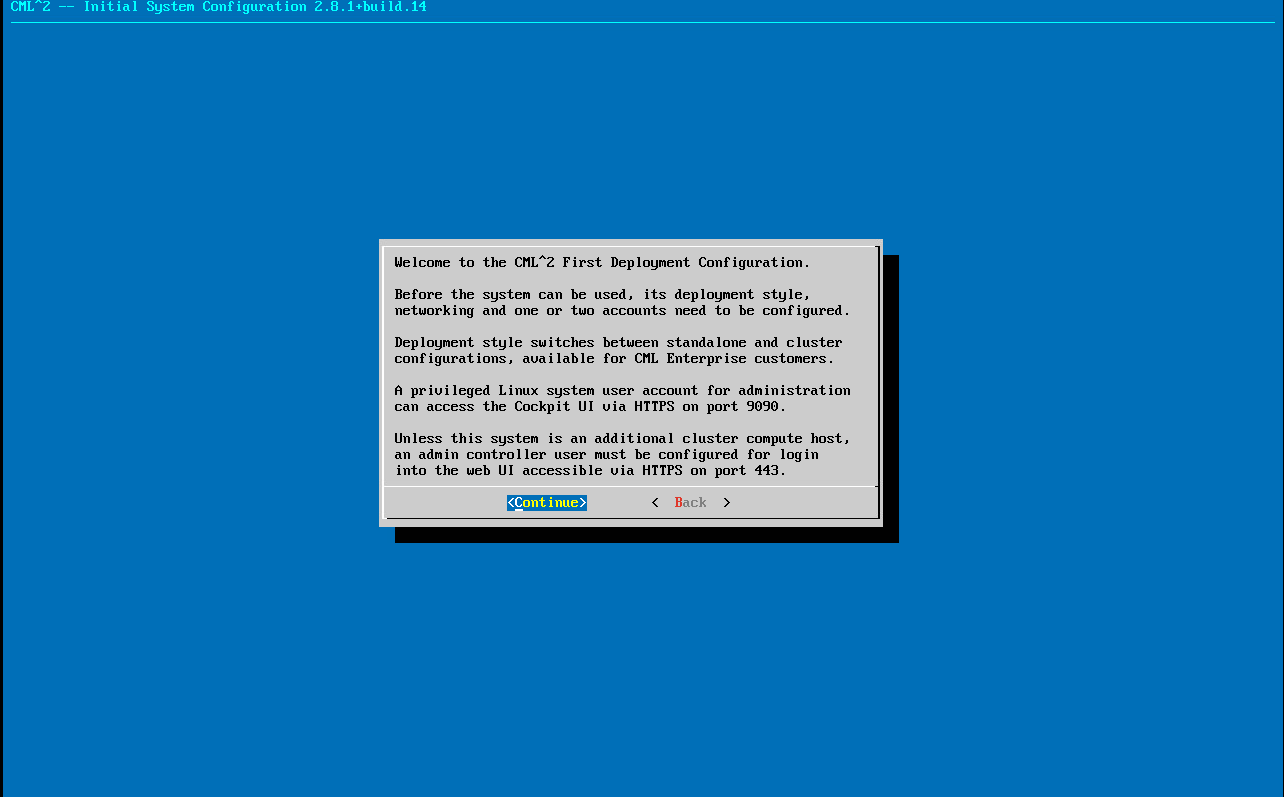 CML^2 -- Initial System Configuration 2.8.1+build.14
Welcome to the CML^2 First Deployment Configuration.
Before the system can be used, its deployment style,
networking and one or two accounts need to be configured.
Deployment style switches between standalone and cluster
configurations, available for CML Enterprise customers.
A privileged Linux system user account for administration
can access the Cockpit UI via HTTPS on port 9090.
Unless this system is an additional cluster compute host,
an admin controller user must be configured for login
into the web UI accessible via HTTPS on port 443.
<Continue> < Back >